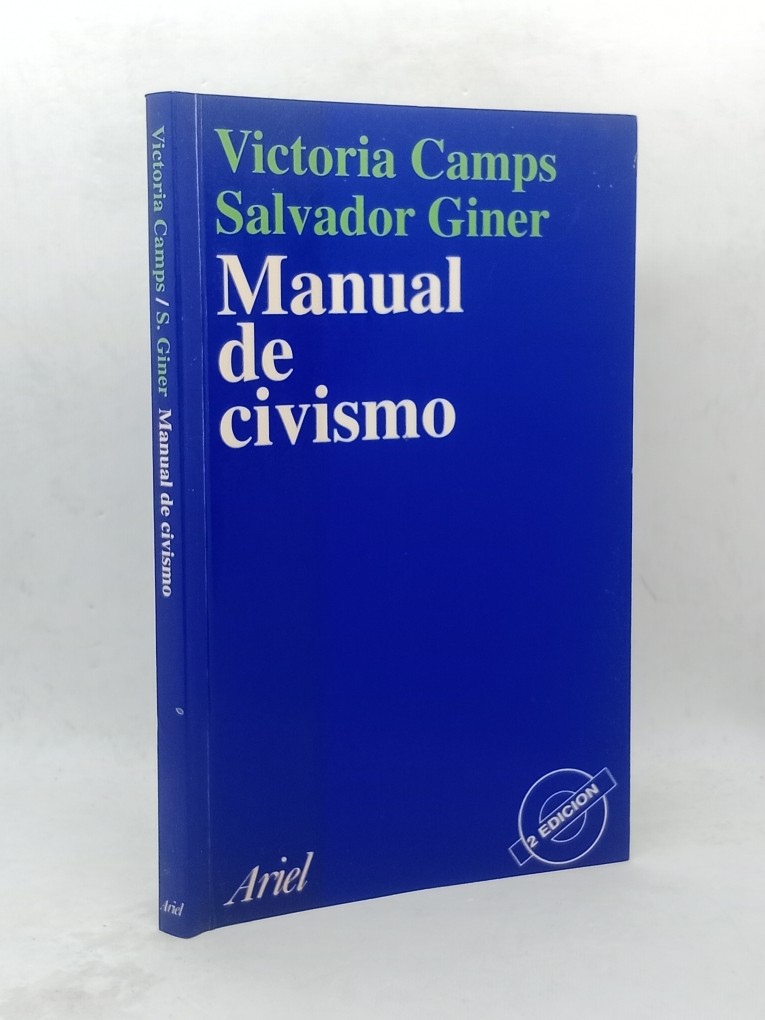 Victoria Camps
Salvador Giner
Manual
de
civismo
2 EDICION
Ariel
Victoria Camps / S. Giner Manual de civismo
Ariel